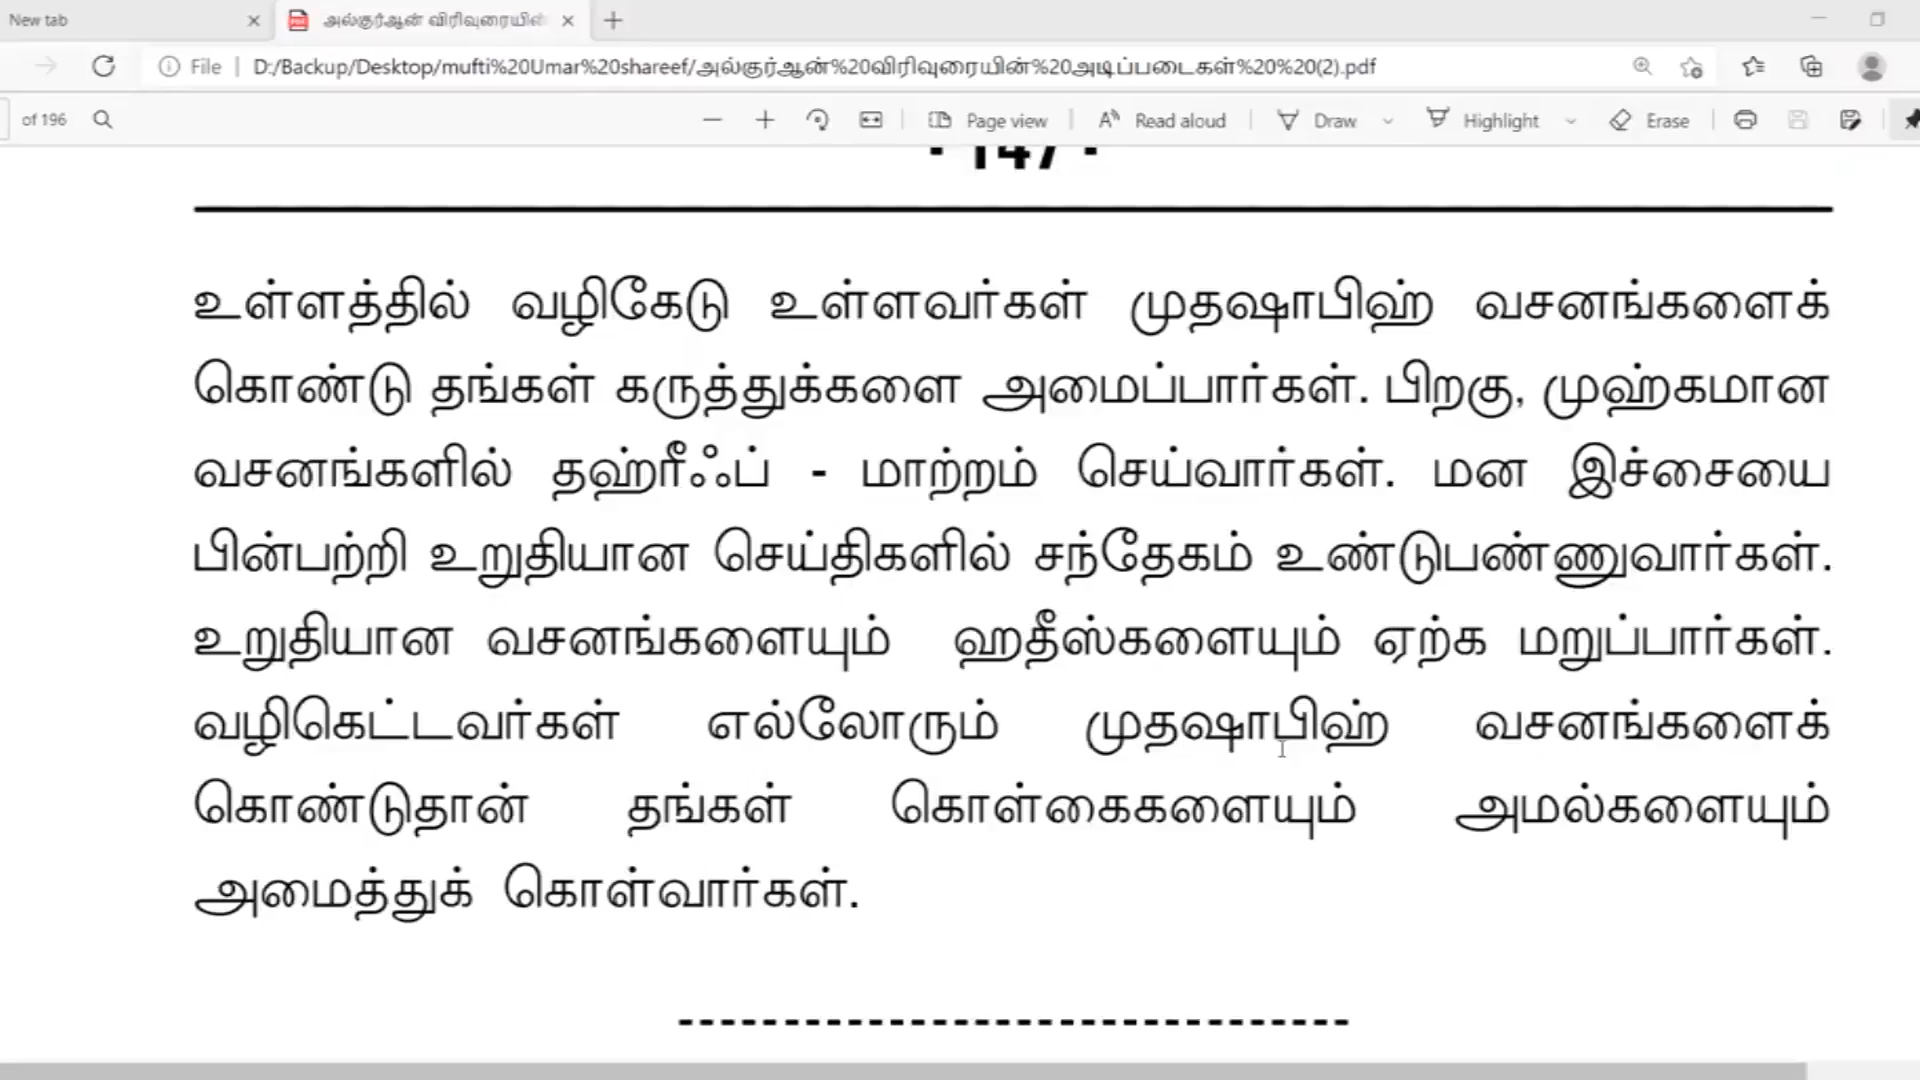 New tab
அல்குர்ஆன் விரிவுரையின்
File
D:/Backup/Desktop/mufti%20Umar%20shareef/அல்குர்ஆன்%20விரிவுரையின்%20அடிப்படைகள்%20%20(2).pdf
of 196
Page view
Read aloud
Draw
Highlight
Erase
- 147 -
உள்ளத்தில் வழிகேடு உள்ளவர்கள் முதஷாபிஹ் வசனங்களைக்
கொண்டு தங்கள் கருத்துக்களை அமைப்பார்கள். பிறகு, முஹ்கமான
வசனங்களில் தஹ்ரீஃப் - மாற்றம் செய்வார்கள். மன இச்சையை
பின்பற்றி உறுதியான செய்திகளில் சந்தேகம் உண்டுபண்ணுவார்கள்.
உறுதியான வசனங்களையும் ஹதீஸ்களையும் ஏற்க மறுப்பார்கள்.
வழிகெட்டவர்கள் எல்லோரும் முதஷாபிஹ் வசனங்களைக்
கொண்டுதான் தங்கள் கொள்கைகளையும் அமல்களையும்
அமைத்துக் கொள்வார்கள்.
--------------------------------